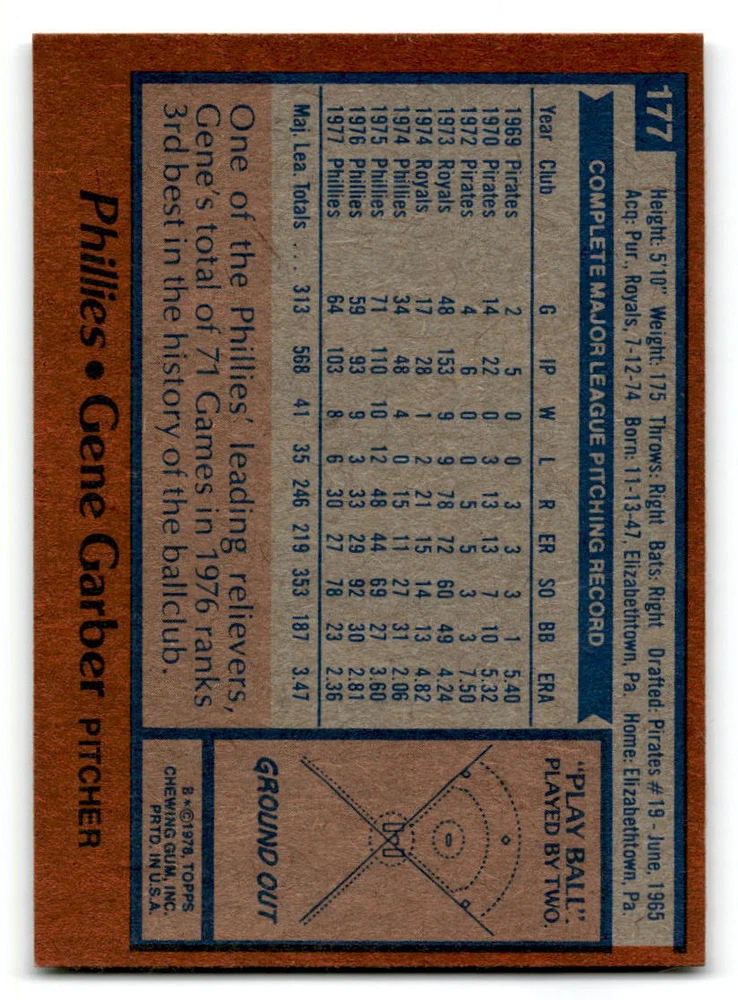 177
Height: 5'10" Weight: 175 Throws: Right Bats: Right Drafted: Pirates #19 - June, 1965
Acq: Pur., Royals, 7-12-74 Born: 11-13-47, Elizabethtown, Pa. Home: Elizabethtown, Pa.
COMPLETE MAJOR LEAGUE PITCHING RECORD
Year Club G IP W L R ER SO BB ERA
1969 Pirates 2 5 0 0 3 3 3 1 5.40
1970 Pirates 14 22 0 3 13 13 7 10 5.32
1972 Pirates 4 6 0 0 5 5 3 3 7.50
1973 Royals 48 153 9 9 78 72 60 49 4.24
1974 Royals 17 28 1 2 21 15 14 13 4.82
1974 Phillies 34 48 4 0 15 11 27 31 2.06
1975 Phillies 71 110 10 12 48 44 69 27 3.60
1976 Phillies 59 93 9 3 33 29 92 30 2.81
1977 Phillies 64 103 8 6 30 27 78 23 2.36
Maj. Lea. Totals ... 313 568 41 35 246 219 353 187 3.47
One of the Phillies' leading relievers,
Gene's total of 71 Games in 1976 ranks
3rd best in the history of the ballclub.
"PLAY BALL".
PLAYED BY TWO.
GROUND OUT
B*©1978, TOPPS
CHEWING GUM, INC.
PRTD. IN U.S.A.
Phillies • Gene Garber PITCHER